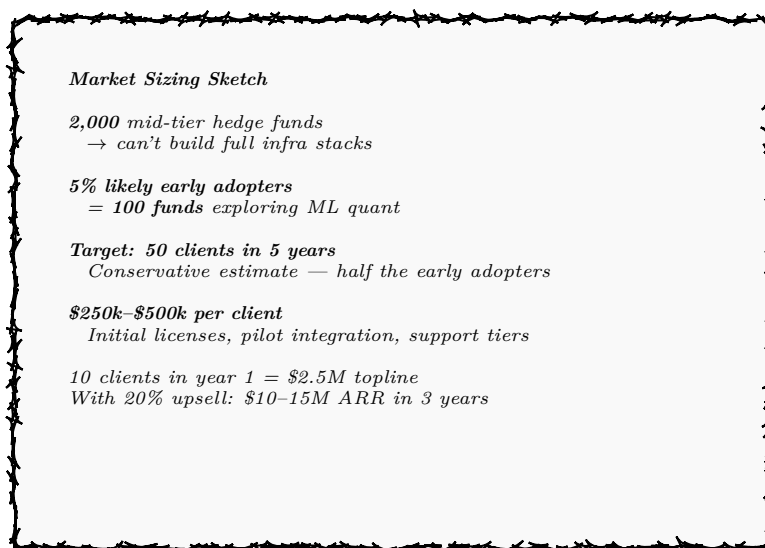 Market Sizing Sketch
2,000 mid-tier hedge funds
→ can't build full infra stacks
5% likely early adopters
= 100 funds exploring ML quant
Target: 50 clients in 5 years
Conservative estimate — half the early adopters
$250k–$500k per client
Initial licenses, pilot integration, support tiers
10 clients in year 1 = $2.5M topline
With 20% upsell: $10–15M ARR in 3 years